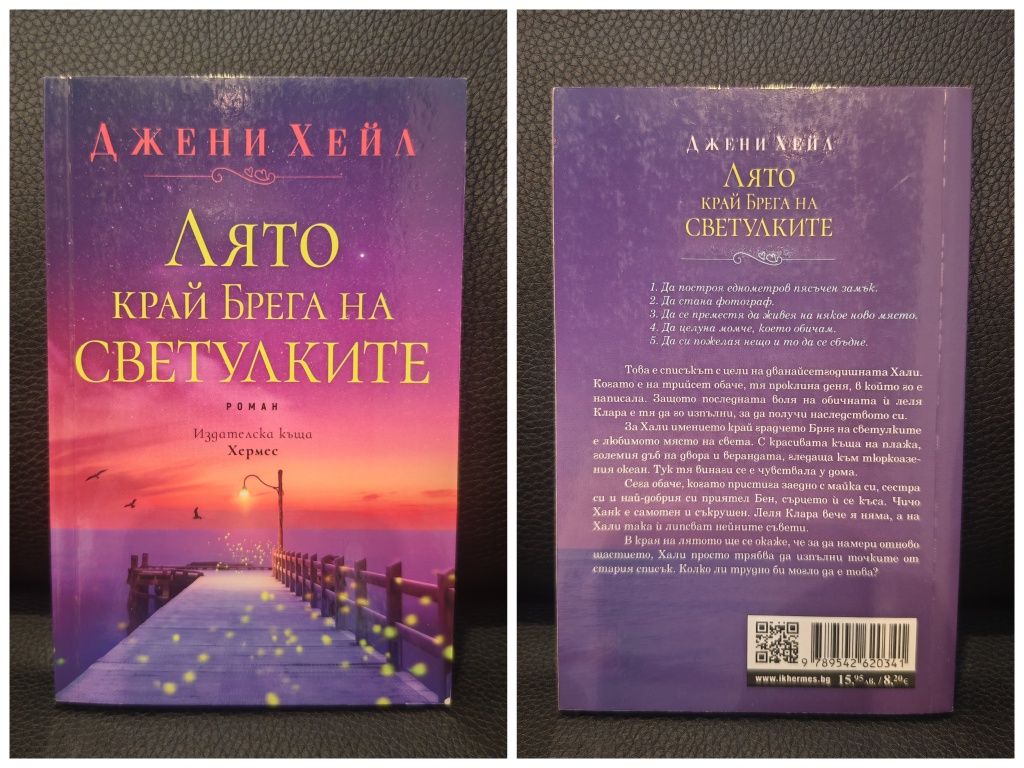 ДЖЕНИ ХЕЙЛ
ЛЯТО
КРАЙ БРЕГА НА
СВЕТУЛКИТЕ
РОМАН
Издателска къща
Хермес
ДЖЕНИ ХЕЙЛ
ЛЯТО
КРАЙ БРЕГА НА
СВЕТУЛКИТЕ
1. Да построя еднометров пясъчен замък.
2. Да стана фотограф.
3. Да се преместя да живея на някое ново място.
4. Да целуна момче, което обичам.
5. Да си пожелая нещо и то да се сбъдне.
Това е списъкът с цели на дванайсетгодишната Хали.
Когато е на трийсет обаче, тя проклина деня, в който го е
написала. Защото последната воля на обичната ѝ леля
Клара е тя да го изпълни, за да получи наследството си.
За Хали имението край градчето Бряг на светулките
е любимото място на света. С красивата къща на плажа,
големия дъб на двора и верандата, гледаща към тюркоазе-
ния океан. Тук тя винаги се е чувствала у дома.
Сега обаче, когато пристига заедно с майка си, сестра
си и най-добрия си приятел Бен, сърцето ѝ се къса. Чичо
Ханк е самотен и съкрушен. Леля Клара вече я няма, а на
Хали така ѝ липсват нейните съвети.
В края на лятото ще се окаже, че за да намери отново
щастието, Хали просто трябва да изпълни точките от
стария списък. Колко ли трудно би могло да е това?
9 789542 620341
www.ikhermes.bg 15,95 лв. / 8,20 €